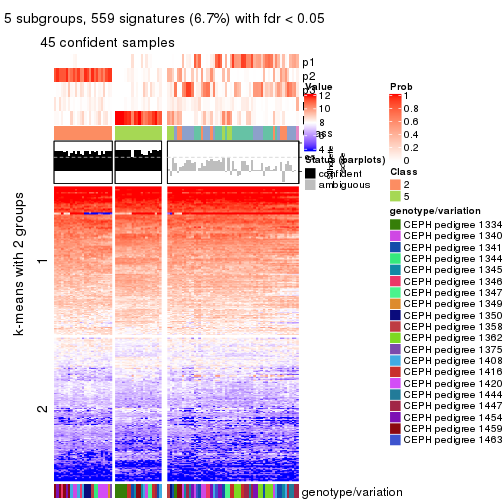 5 subgroups, 559 signatures (6.7%) with fdr < 0.05
45 confident samples
p1
p2
Value
12
10
8
6
4
Prob
1
0.8
0.6
0.4
0.2
0
Status (barplots)
confident
ambiguous
Class
2
5
k-means with 2 groups
1
2
genotype/variation
CEPH pedigree 1334
CEPH pedigree 1340
CEPH pedigree 1341
CEPH pedigree 1344
CEPH pedigree 1345
CEPH pedigree 1346
CEPH pedigree 1347
CEPH pedigree 1349
CEPH pedigree 1350
CEPH pedigree 1358
CEPH pedigree 1362
CEPH pedigree 1375
CEPH pedigree 1408
CEPH pedigree 1416
CEPH pedigree 1420
CEPH pedigree 1444
CEPH pedigree 1447
CEPH pedigree 1454
CEPH pedigree 1459
CEPH pedigree 1463
genotype/variation